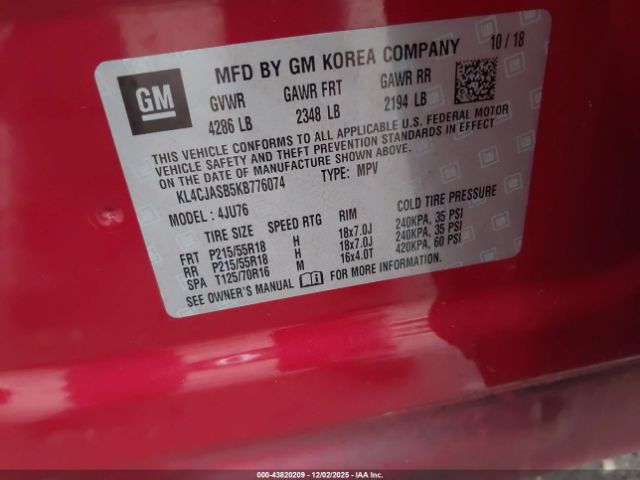 GM
MFD BY GM KOREA COMPANY 10 / 18
GVWR GAWR FRT GAWR RR
4286 LB 2348 LB 2194 LB
THIS VEHICLE CONFORMS TO ALL APPLICABLE U.S. FEDERAL MOTOR
VEHICLE SAFETY AND THEFT PREVENTION STANDARDS IN EFFECT
ON THE DATE OF MANUFACTURE SHOWN ABOVE.
KL4CJASB5KB776074 TYPE: MPV
MODEL : 4JU76
TIRE SIZE SPEED RTG RIM COLD TIRE PRESSURE
FRT P215/55R18 H 18x7.0J 240KPA, 35 PSI
RR P215/55R18 H 18x7.0J 240KPA, 35 PSI
SPA T125/70R16 M 16x4.0T 420KPA, 60 PSI
SEE OWNER'S MANUAL FOR MORE INFORMATION.
000-43820209 - 12/02/2025 - COPYRIGHT IAA, LLC.